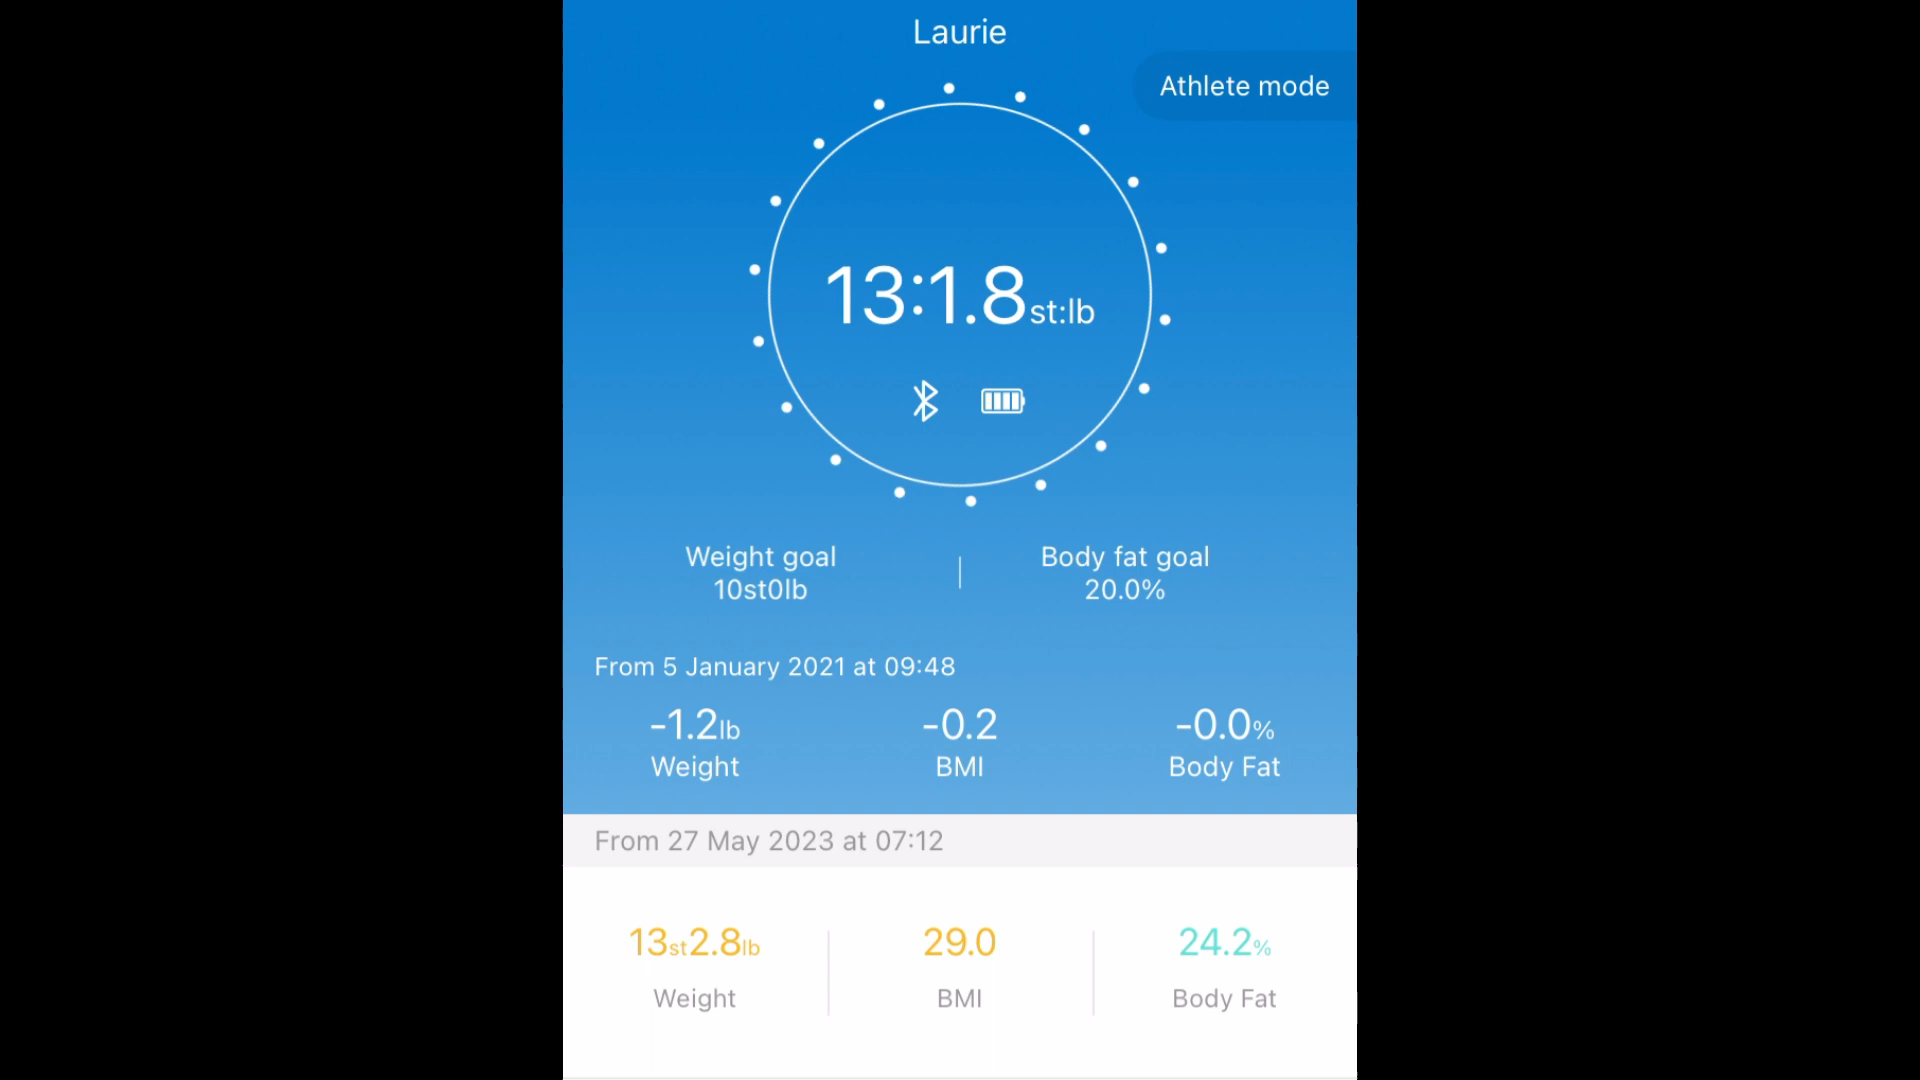 Laurie
Athlete mode
13:1.8st:lb
Weight goal
10st0lb
Body fat goal
20.0%
From 5 January 2021 at 09:48
-1.2lb
Weight
-0.2
BMI
-0.0%
Body Fat
From 27 May 2023 at 07:12
13st2.8lb
Weight
29.0
BMI
24.2%
Body Fat